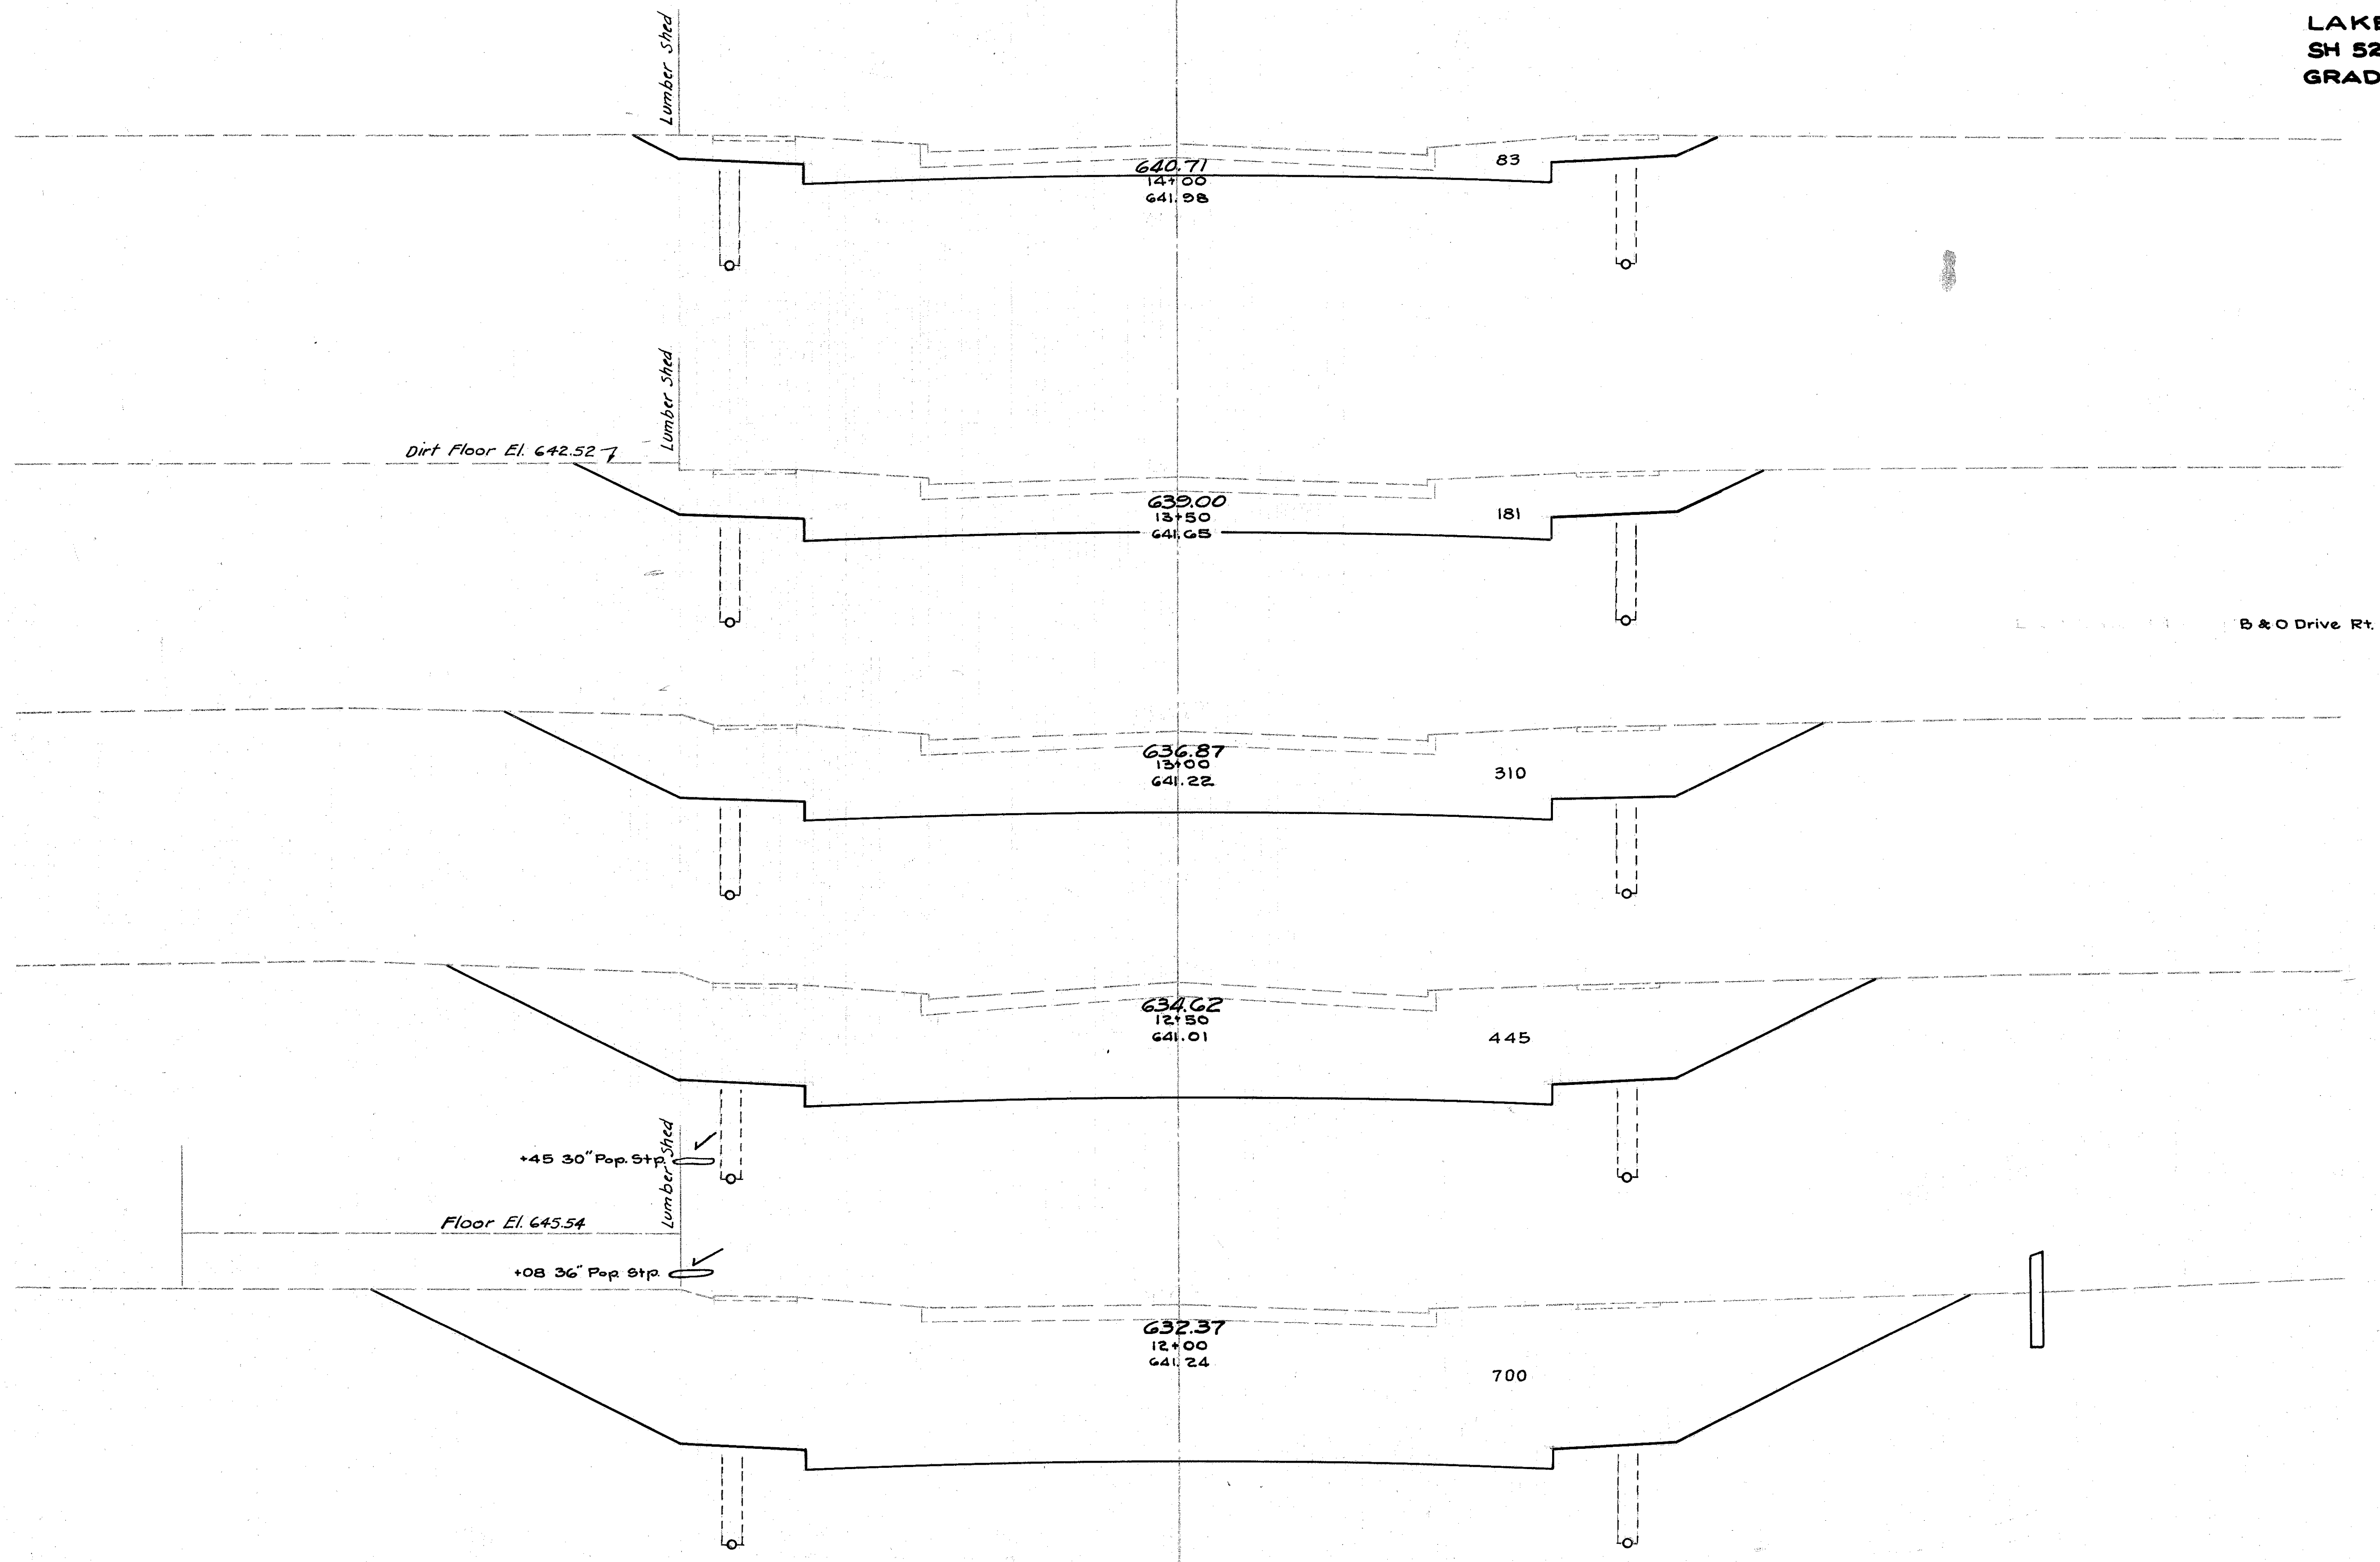 LAKE
SH 52
GRAD
Lumber Shed
83
640.71
14+00
641.98
Lumber Shed
Dirt Floor El. 642.52
639.00
13+50
641.65
181
B & O Drive Rt.
636.87
13+00
641.22
310
634.62
12+50
641.01
445
Lumber Shed
+45 30" Pop. Stp.
Floor El. 645.54
+08 36" Pop. Stp.
632.37
12+00
641.24
700